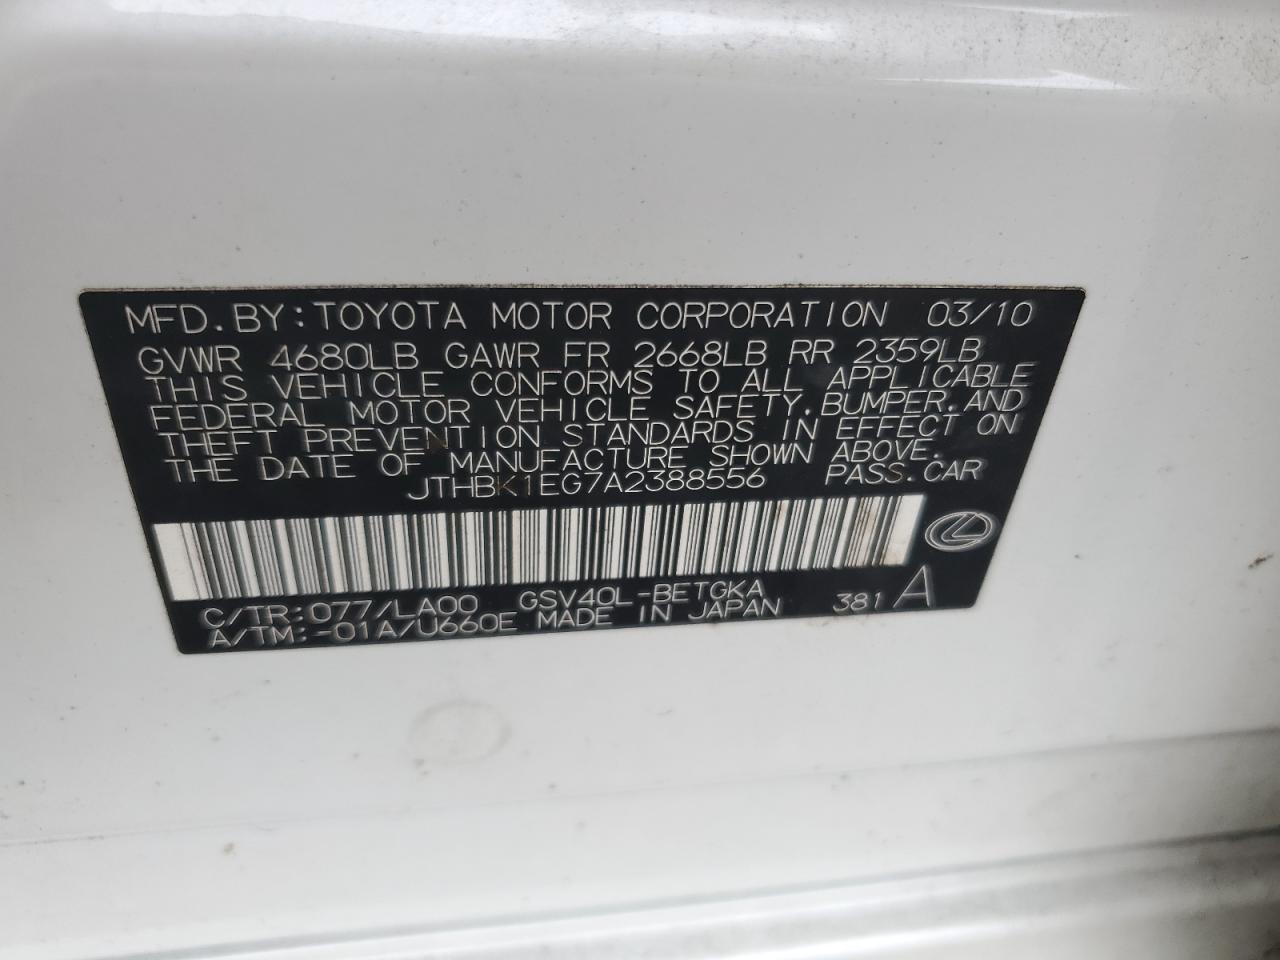 MFD.BY:TOYOTA MOTOR CORPORATION 03/10
GVWR 4680LB GAWR FR 2668LB RR 2359LB
THIS VEHICLE CONFORMS TO ALL APPLICABLE
FEDERAL MOTOR VEHICLE SAFETY,BUMPER,AND
THEFT PREVENTION STANDARDS IN EFFECT ON
THE DATE OF MANUFACTURE SHOWN ABOVE.
JTHBK1EG7A2388556 PASS.CAR
C/TR:077/LA00 GSV40L-BETGKA
A/TM:-01A/U660E MADE IN JAPAN 381 A